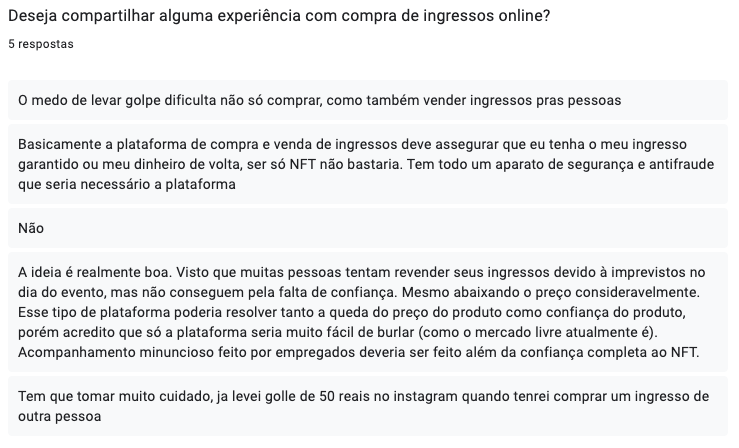 Deseja compartilhar alguma experiência com compra de ingressos online?
5 respostas
O medo de levar golpe dificulta não só comprar, como também vender ingressos pras pessoas
Basicamente a plataforma de compra e venda de ingressos deve assegurar que eu tenha o meu ingresso
garantido ou meu dinheiro de volta, ser só NFT não bastaria. Tem todo um aparato de segurança e antifraude
que seria necessário a plataforma
Não
A ideia é realmente boa. Visto que muitas pessoas tentam revender seus ingressos devido à imprevistos no
dia do evento, mas não conseguem pela falta de confiança. Mesmo abaixando o preço consideravelmente.
Esse tipo de plataforma poderia resolver tanto a queda do preço do produto como confiança do produto,
porém acredito que só a plataforma seria muito fácil de burlar (como o mercado livre atualmente é).
Acompanhamento minuncioso feito por empregados deveria ser feito além da confiança completa ao NFT.
Tem que tomar muito cuidado, ja levei golle de 50 reais no instagram quando tenrei comprar um ingresso de
outra pessoa